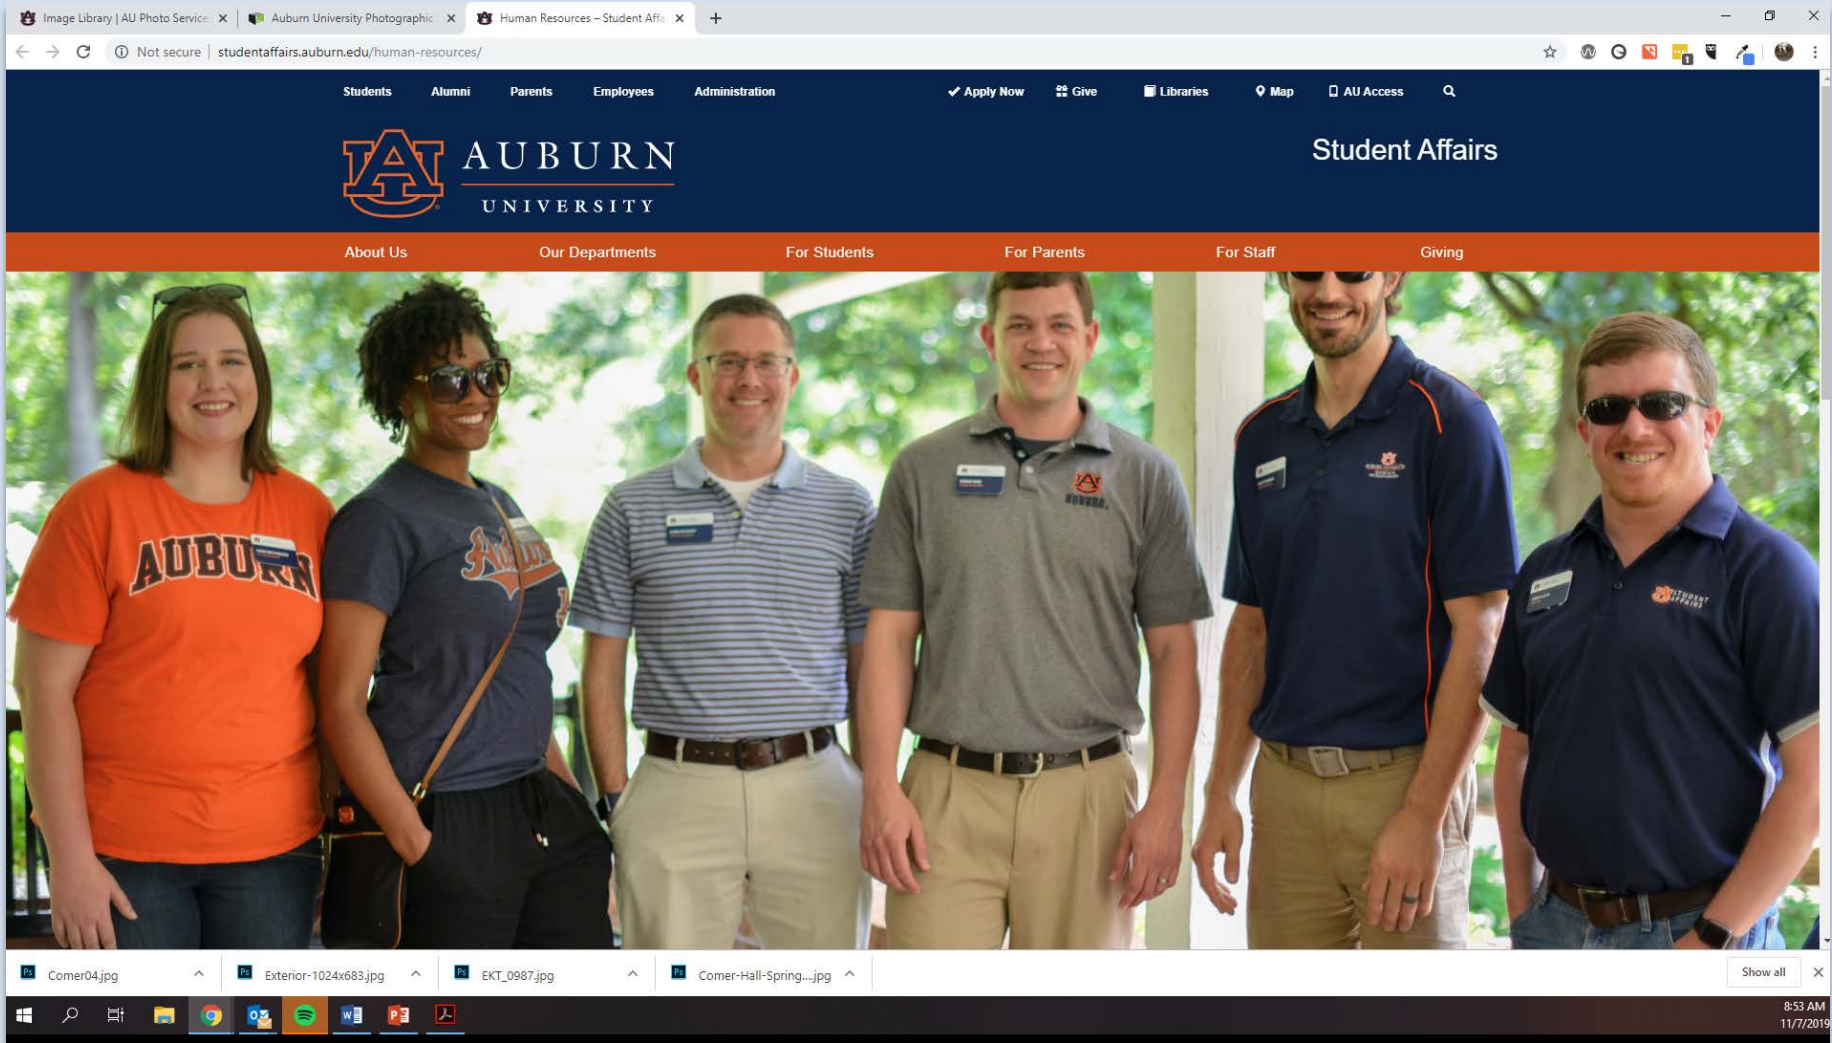 Image Library | AU Photo Service
Auburn University Photographic
Human Resources – Student Affa
Not secure | studentaffairs.auburn.edu/human-resources/
1
Students Alumni Parents Employees Administration Apply Now Give Libraries Map AU Access
AUBURN
UNIVERSITY
Student Affairs
About Us Our Departments For Students For Parents For Staff Giving
AUBURN
Auburn
AUBURN
STUDENT
AFFAIRS
Comer04.jpg Exterior-1024x683.jpg EKT_0987.jpg Comer-Hall-Spring....jpg Show all
8:53 AM
11/7/2019